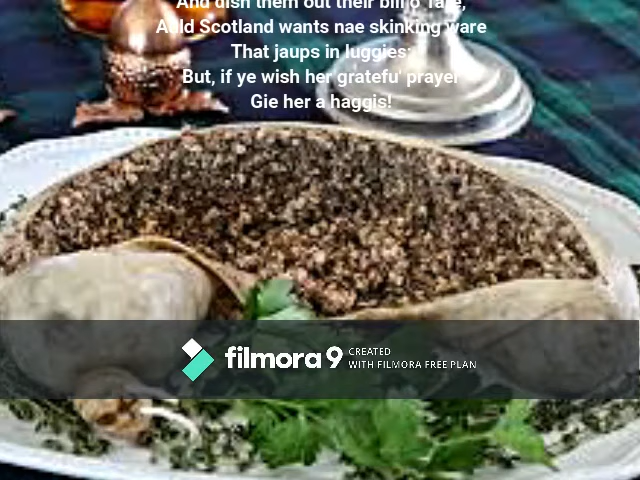 And dish them out their bill o' fare,
Auld Scotland wants nae skinking ware
That jaups in luggies:
But, if ye wish her gratefu' prayer
Gie her a haggis!
filmora 9 CREATED
WITH FILMORA FREE PLAN